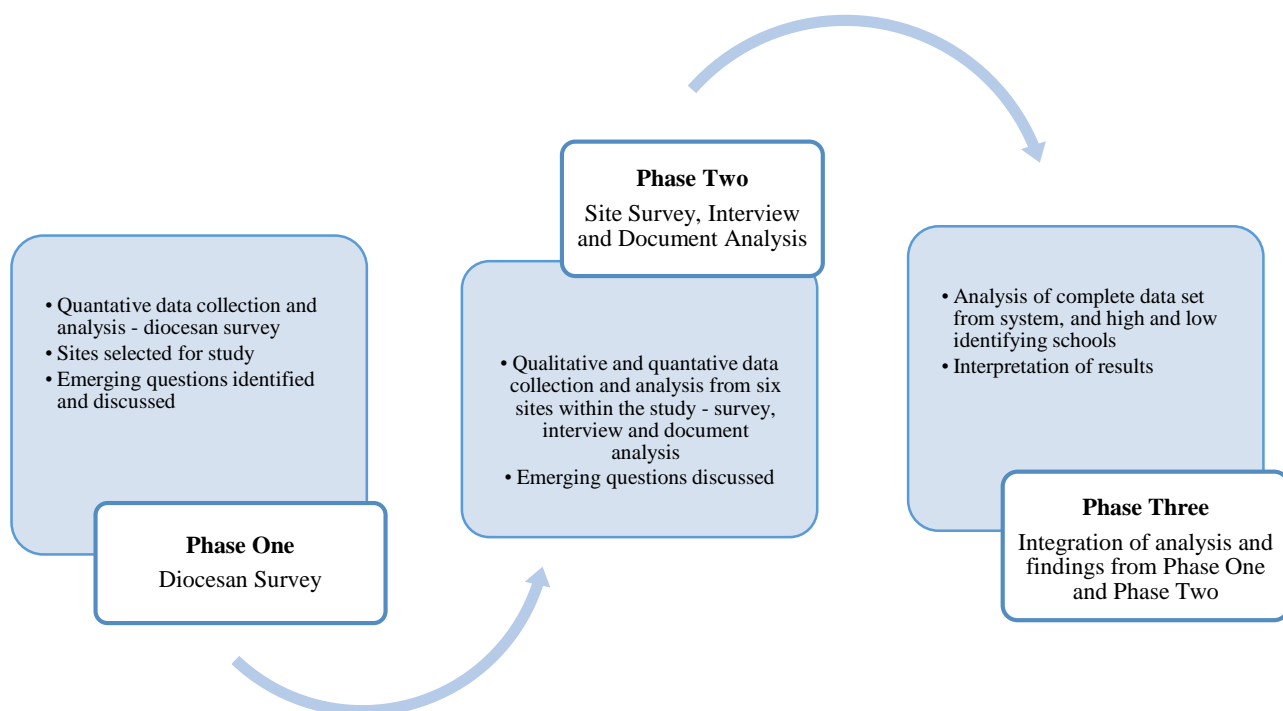 • Quantative data collection and
analysis - diocesan survey
• Sites selected for study
• Emerging questions identified
and discussed
Phase One
Diocesan Survey
Phase Two
Site Survey, Interview
and Document Analysis
• Qualitative and quantative data
collection and analysis from six
sites within the study - survey,
interview and document
analysis
• Emerging questions discussed
• Analysis of complete data set
from system, and high and low
identifying schools
• Interpretation of results
Phase Three
Integration of analysis and
findings from Phase One
and Phase Two